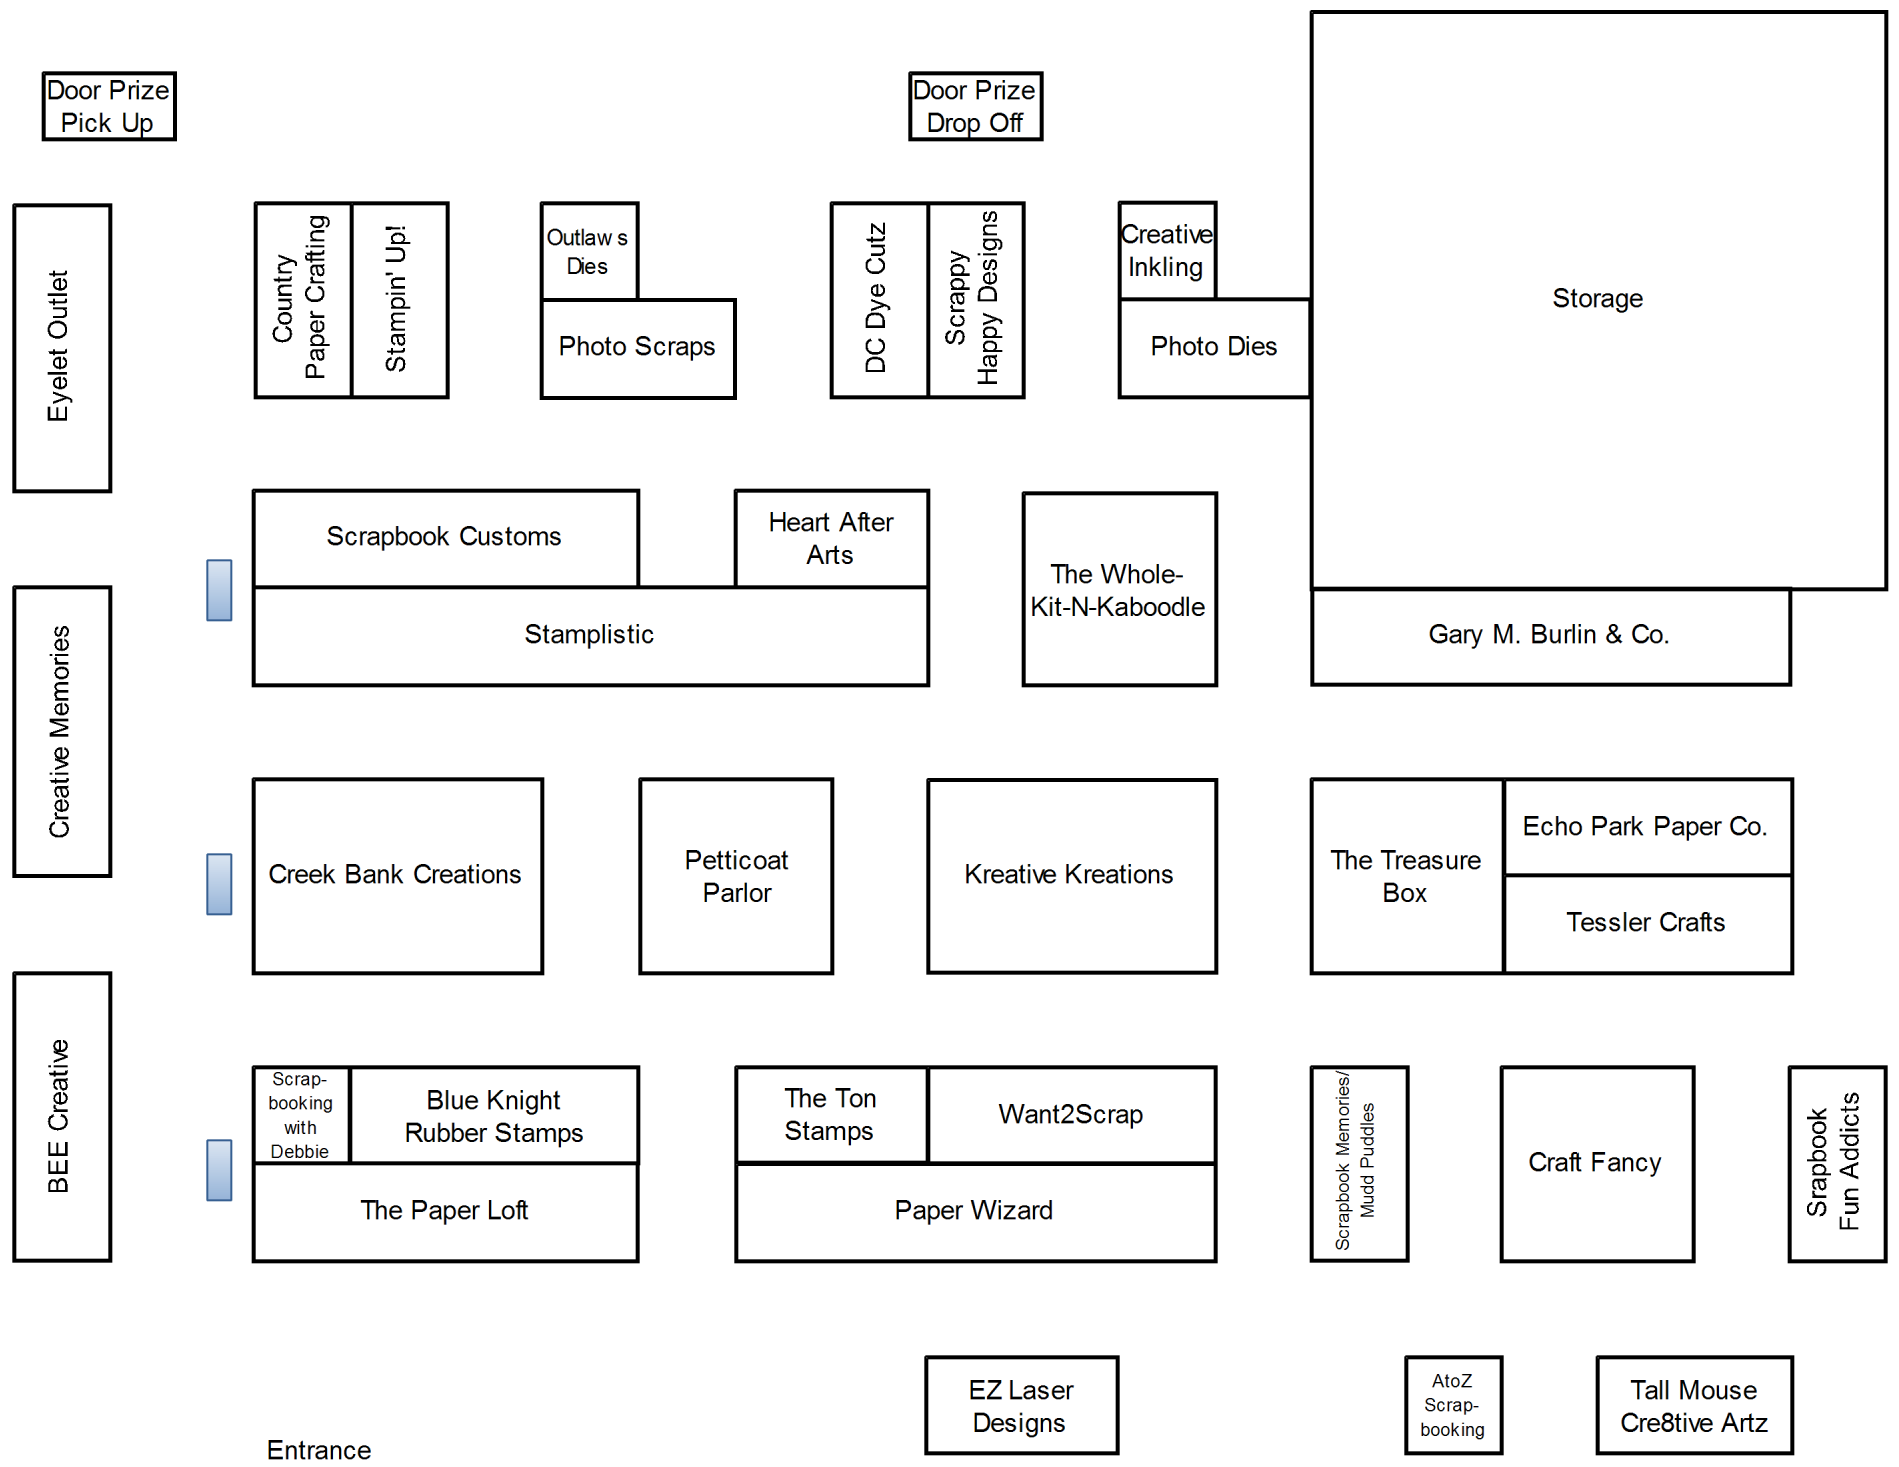 Door Prize
Pick Up
Door Prize
Drop Off
Storage
Eyelet Outlet
Country
Paper Crafting
Stampin' Up!
Outlaws
Dies
Photo Scraps
DC Dye Cutz
Scrappy
Happy Designs
Creative
Inkling
Photo Dies
Scrapbook Customs
Heart After
Arts
Stamplistic
The Whole-
Kit-N-Kaboodle
Gary M. Burlin & Co.
Creative Memories
Creek Bank Creations
Petticoat
Parlor
Kreative Kreations
The Treasure
Box
Echo Park Paper Co.
Tessler Crafts
BEE Creative
Scrap-
booking
with
Debbie
Blue Knight
Rubber Stamps
The Paper Loft
The Ton
Stamps
Want2Scrap
Paper Wizard
Scrapbook Memories/
Mudd Puddles
Craft Fancy
Srapbook
Fun Addicts
EZ Laser
Designs
AtoZ
Scrap-
booking
Tall Mouse
Cre8tive Artz
Entrance